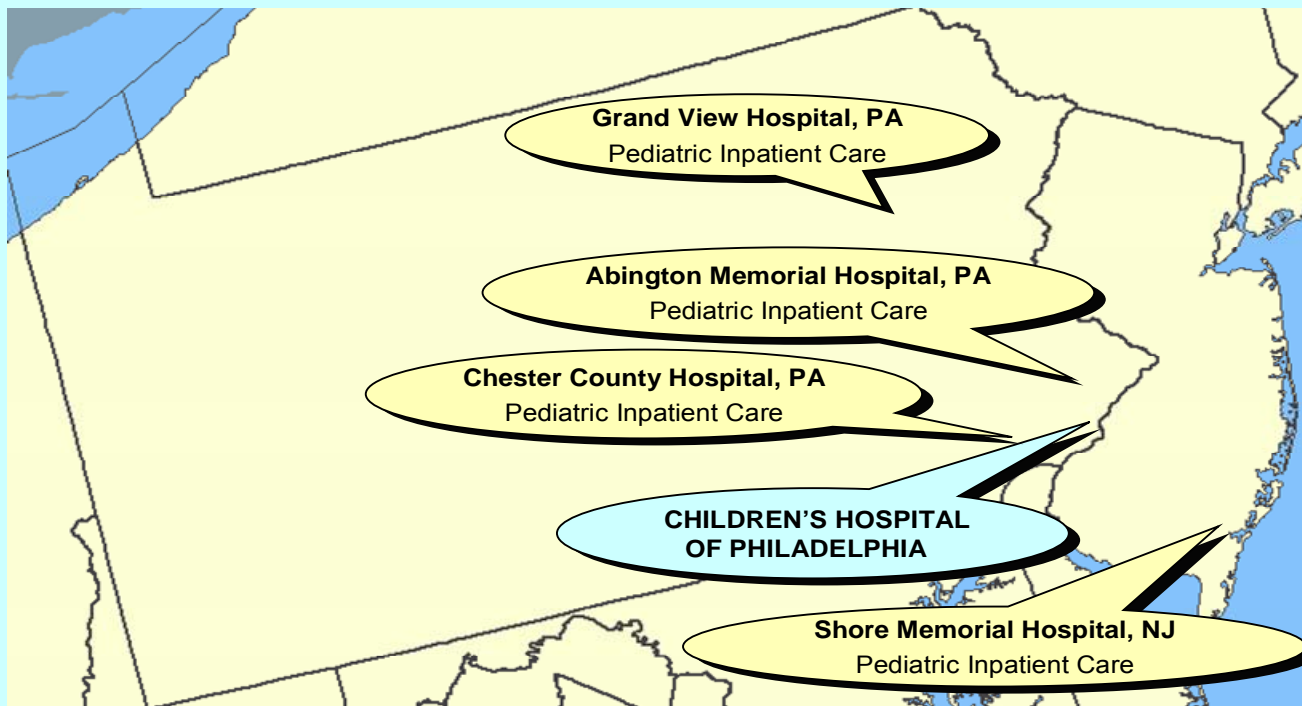 Grand View Hospital, PA
Pediatric Inpatient Care
Abington Memorial Hospital, PA
Pediatric Inpatient Care
Chester County Hospital, PA
Pediatric Inpatient Care
CHILDREN’S HOSPITAL
OF PHILADELPHIA
Shore Memorial Hospital, NJ
Pediatric Inpatient Care